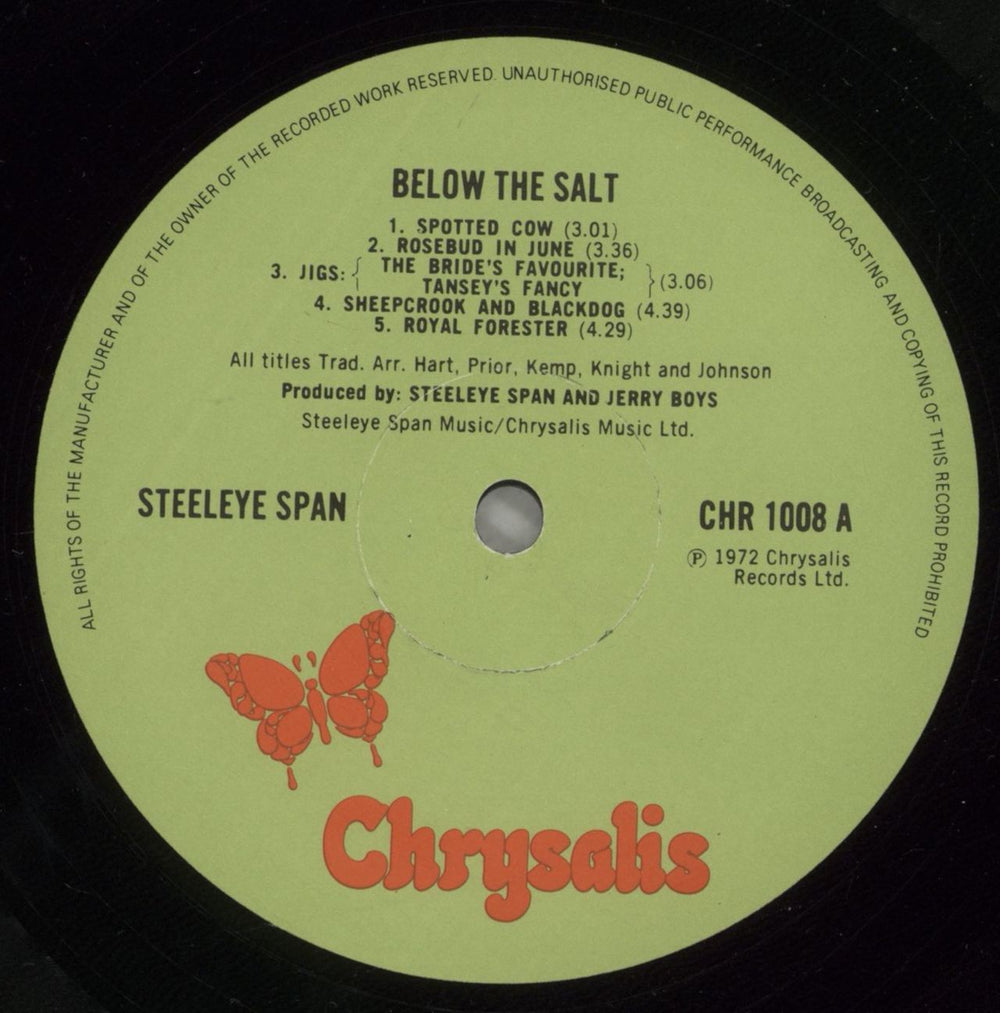 ALL RIGHTS OF THE MANUFACTURER AND OF THE OWNER OF THE RECORDED WORK RESERVED. UNAUTHORISED PUBLIC PERFORMANCE BROADCASTING AND COPYING OF THIS RECORD PROHIBITED
BELOW THE SALT
1. SPOTTED COW (3.01)
2. ROSEBUD IN JUNE (3.36)
3. JIGS: { THE BRIDE'S FAVOURITE;
TANSEY'S FANCY } (3.06)
4. SHEEPCROOK AND BLACKDOG (4.39)
5. ROYAL FORESTER (4.29)
All titles Trad. Arr. Hart, Prior, Kemp, Knight and Johnson
Produced by: STEELEYE SPAN AND JERRY BOYS
Steeleye Span Music/Chrysalis Music Ltd.
STEELEYE SPAN
CHR 1008 A
℗ 1972 Chrysalis
Records Ltd.
Chrysalis